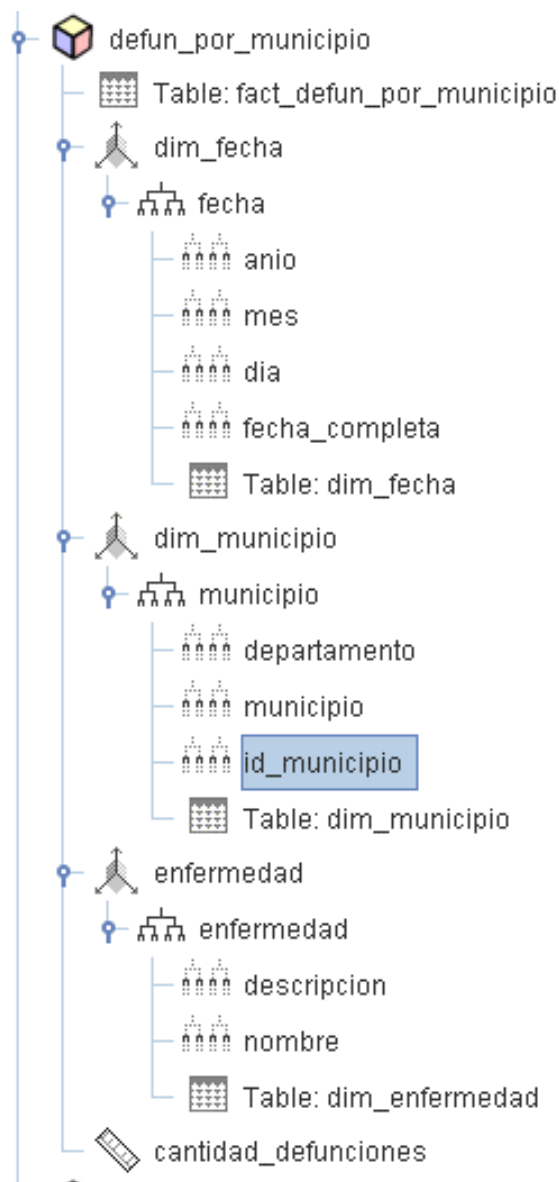 defun_por_municipio
Table: fact_defun_por_municipio
dim_fecha
fecha
anio
mes
dia
fecha_completa
Table: dim_fecha
dim_municipio
municipio
departamento
municipio
id_municipio
Table: dim_municipio
enfermedad
enfermedad
descripcion
nombre
Table: dim_enfermedad
cantidad_defunciones